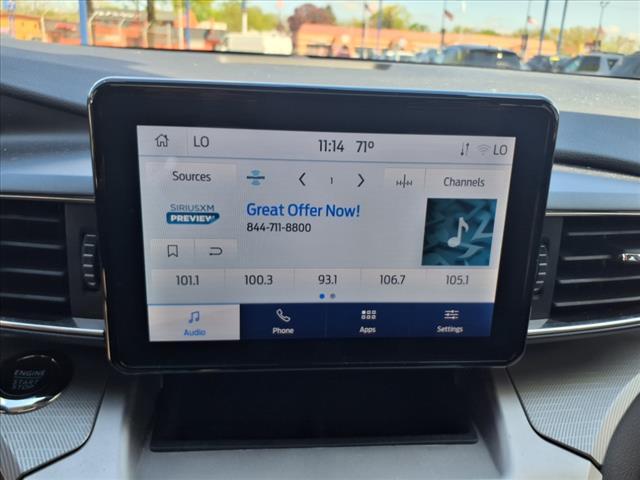 LO 11:14 71° LO
Sources 1 Channels
SIRIUSXM
PREVIEW
Great Offer Now!
844-711-8800
101.1 100.3 93.1 106.7 105.1
Audio Phone Apps Settings
ENGINE
START
STOP